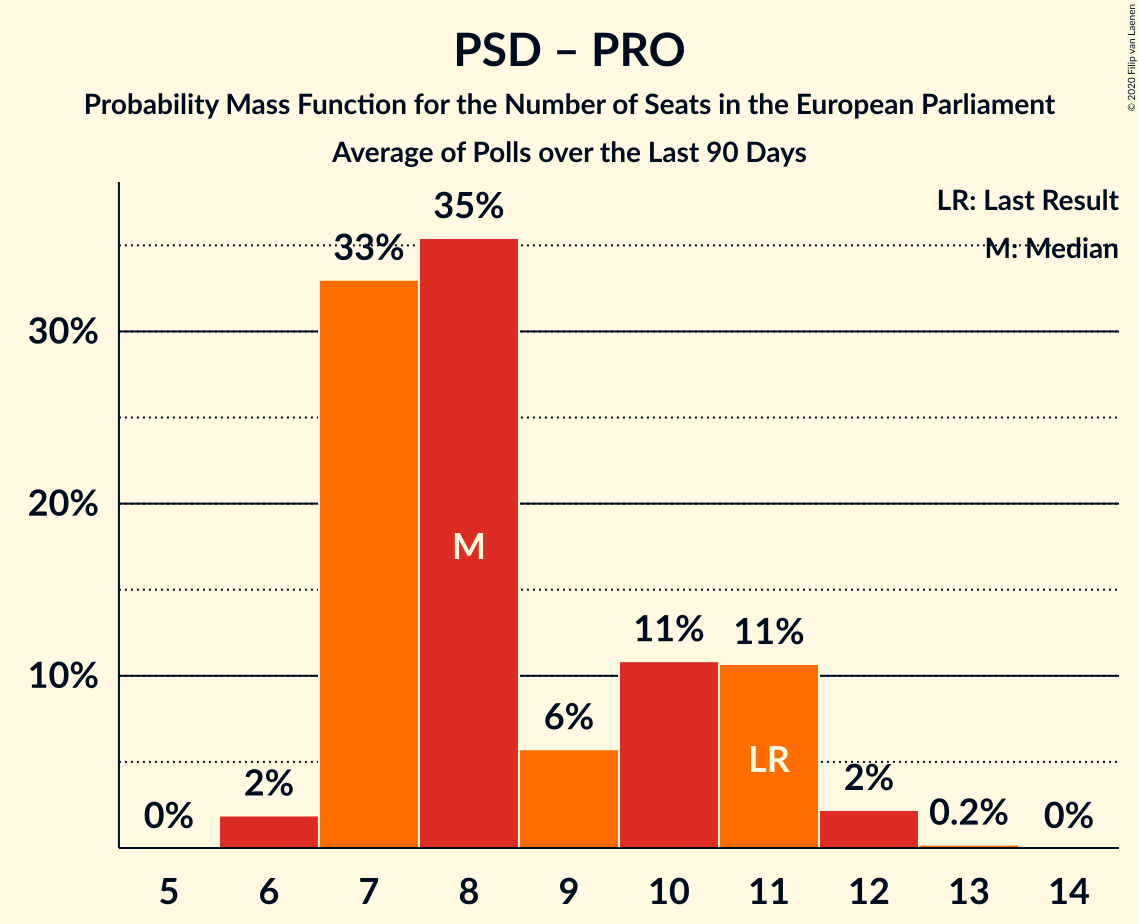 PSD – PRO
Probability Mass Function for the Number of Seats in the European Parliament
Average of Polls over the Last 90 Days
© 2020 Filip van Laenen
LR: Last Result
M: Median
30%
20%
10%
0%
2%
33%
35%
6%
11%
11%
2%
0.2%
0%
M
LR
5 6 7 8 9 10 11 12 13 14